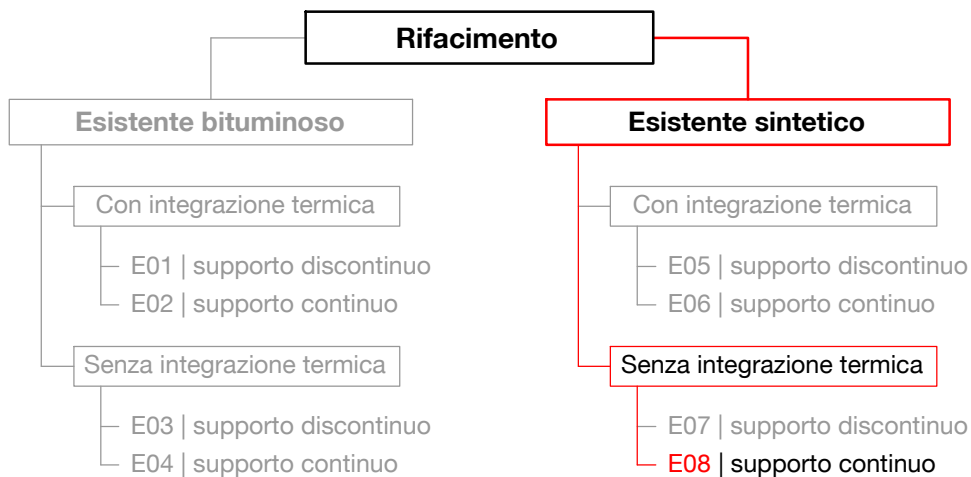 Rifacimento
Esistente bituminoso
Con integrazione termica
E01 | supporto discontinuo
E02 | supporto continuo
Senza integrazione termica
E03 | supporto discontinuo
E04 | supporto continuo
Esistente sintetico
Con integrazione termica
E05 | supporto discontinuo
E06 | supporto continuo
Senza integrazione termica
E07 | supporto discontinuo
E08 | supporto continuo